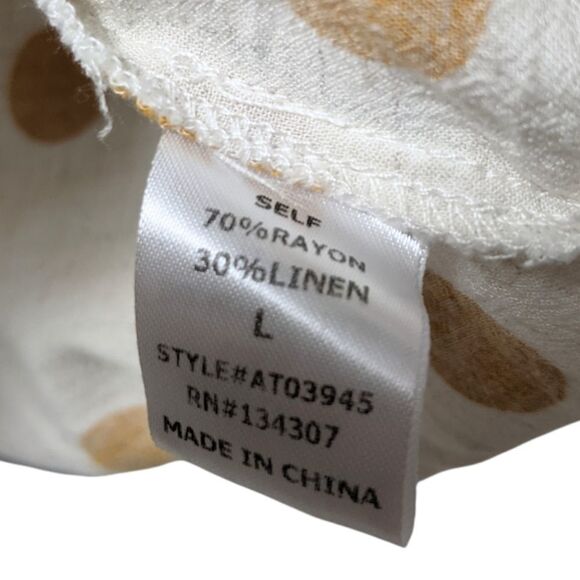 SELF
70%RAYON
30%LINEN
L
STYLE#AT03945
RN#134307
MADE IN CHINA